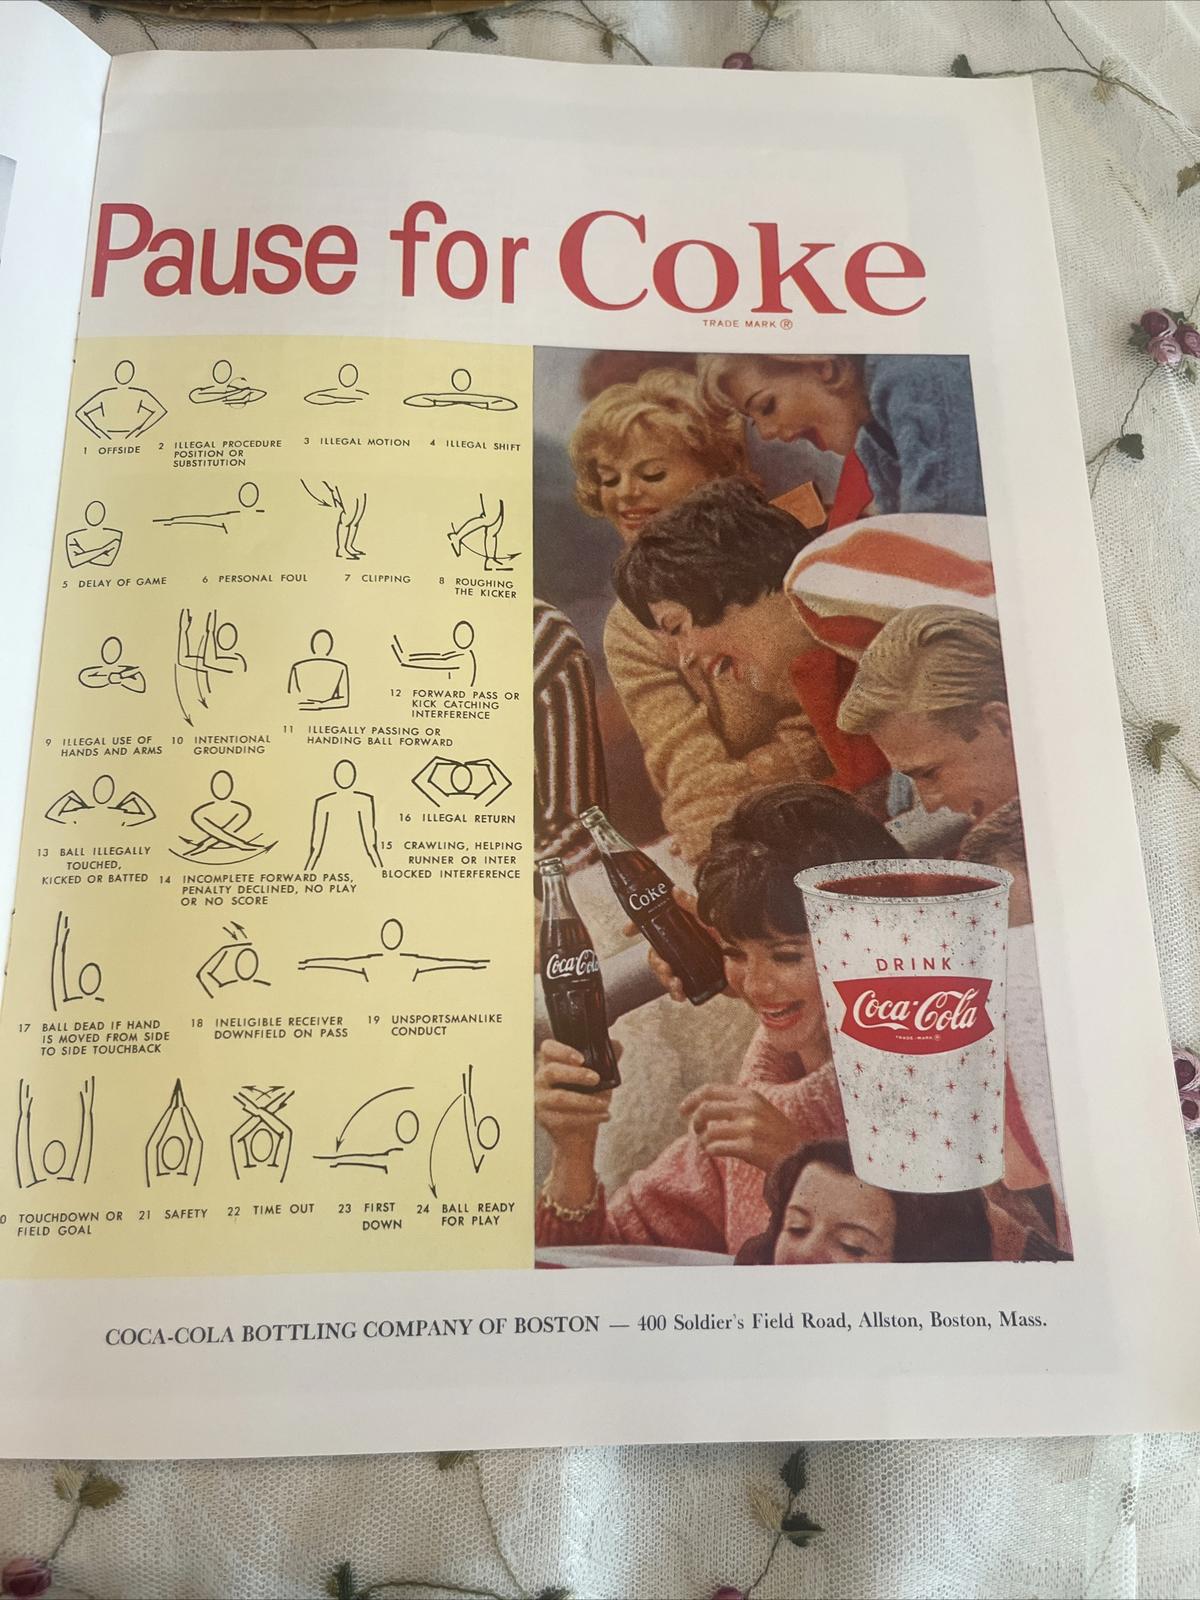 Pause for Coke
TRADE MARK ®
1 OFFSIDE
2 ILLEGAL PROCEDURE
POSITION OR
SUBSTITUTION
3 ILLEGAL MOTION
4 ILLEGAL SHIFT
5 DELAY OF GAME
6 PERSONAL FOUL
7 CLIPPING
8 ROUGHING
THE KICKER
9 ILLEGAL USE OF
HANDS AND ARMS
10 INTENTIONAL
GROUNDING
11 ILLEGALLY PASSING OR
HANDING BALL FORWARD
12 FORWARD PASS OR
KICK CATCHING
INTERFERENCE
13 BALL ILLEGALLY
TOUCHED,
KICKED OR BATTED
14 INCOMPLETE FORWARD PASS,
PENALTY DECLINED, NO PLAY
OR NO SCORE
15 CRAWLING, HELPING
RUNNER OR INTER
BLOCKED INTERFERENCE
16 ILLEGAL RETURN
17 BALL DEAD IF HAND
IS MOVED FROM SIDE
TO SIDE TOUCHBACK
18 INELIGIBLE RECEIVER
DOWNFIELD ON PASS
19 UNSPORTSMANLIKE
CONDUCT
0 TOUCHDOWN OR
FIELD GOAL
21 SAFETY
22 TIME OUT
23 FIRST
DOWN
24 BALL READY
FOR PLAY
Coke
Coca-Cola
DRINK
Coca-Cola
TRADE-MARK ®
COCA-COLA BOTTLING COMPANY OF BOSTON — 400 Soldier's Field Road, Allston, Boston, Mass.